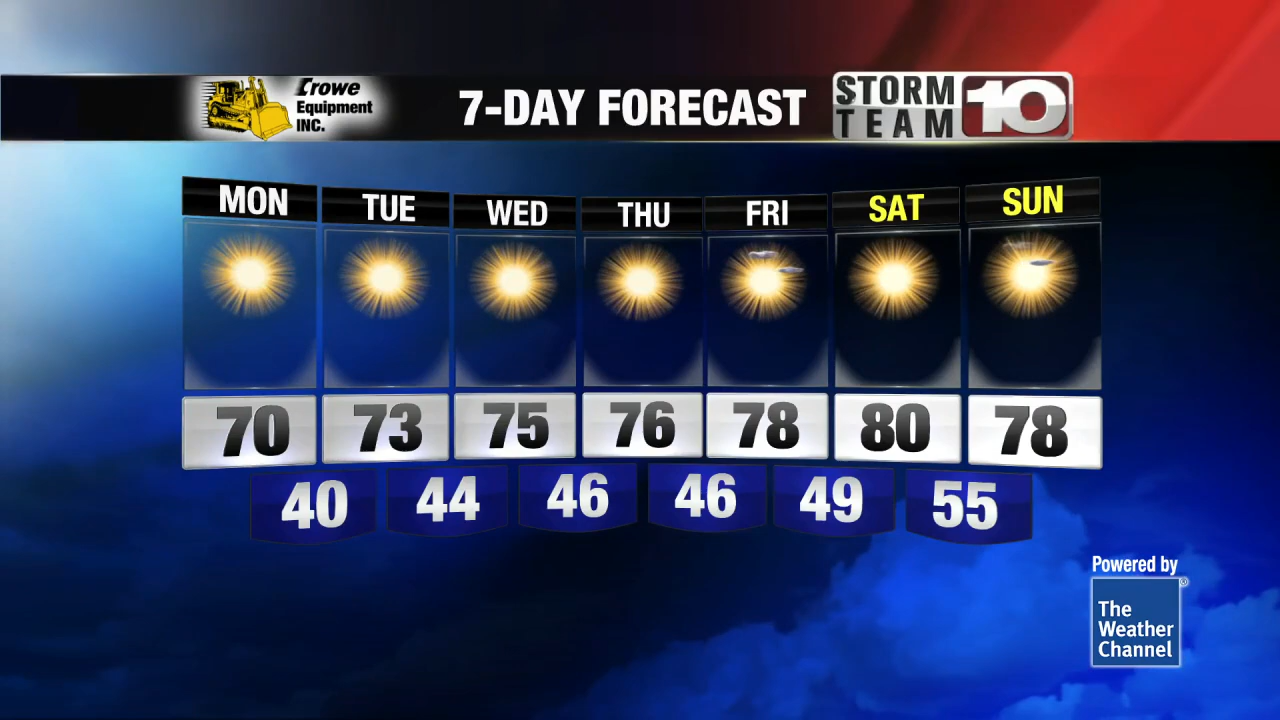 Crowe
Equipment
INC.
7-DAY FORECAST
STORM
TEAM
10
MON TUE WED THU FRI SAT SUN
70 73 75 76 78 80 78
40 44 46 46 49 55
Powered by
The
Weather
Channel
®